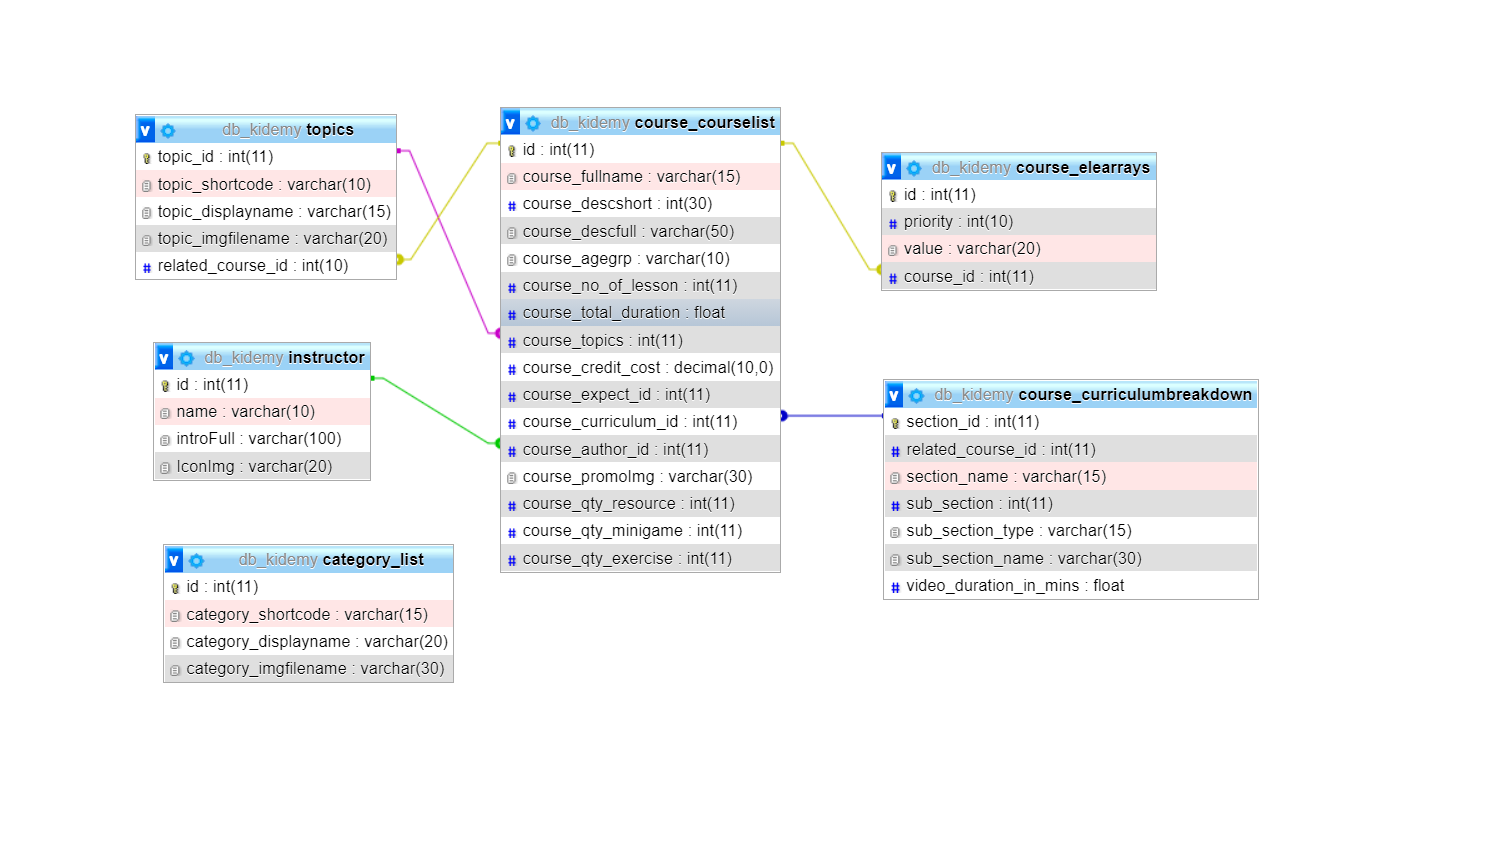 v db_kidemy topics
topic_id : int(11)
topic_shortcode : varchar(10)
topic_displayname : varchar(15)
topic_imgfilename : varchar(20)
# related_course_id : int(10)
v db_kidemy instructor
id : int(11)
name : varchar(10)
introFull : varchar(100)
IconImg : varchar(20)
v db_kidemy category_list
id : int(11)
category_shortcode : varchar(15)
category_displayname : varchar(20)
category_imgfilename : varchar(30)
v db_kidemy course_courselist
id : int(11)
course_fullname : varchar(15)
# course_descshort : int(30)
course_descfull : varchar(50)
course_agegrp : varchar(10)
# course_no_of_lesson : int(11)
# course_total_duration : float
# course_topics : int(11)
# course_credit_cost : decimal(10,0)
# course_expect_id : int(11)
# course_curriculum_id : int(11)
# course_author_id : int(11)
course_promoImg : varchar(30)
# course_qty_resource : int(11)
# course_qty_minigame : int(11)
# course_qty_exercise : int(11)
v db_kidemy course_elearrays
id : int(11)
# priority : int(10)
value : varchar(20)
# course_id : int(11)
v db_kidemy course_curriculumbreakdown
section_id : int(11)
# related_course_id : int(11)
section_name : varchar(15)
# sub_section : int(11)
sub_section_type : varchar(15)
sub_section_name : varchar(30)
# video_duration_in_mins : float